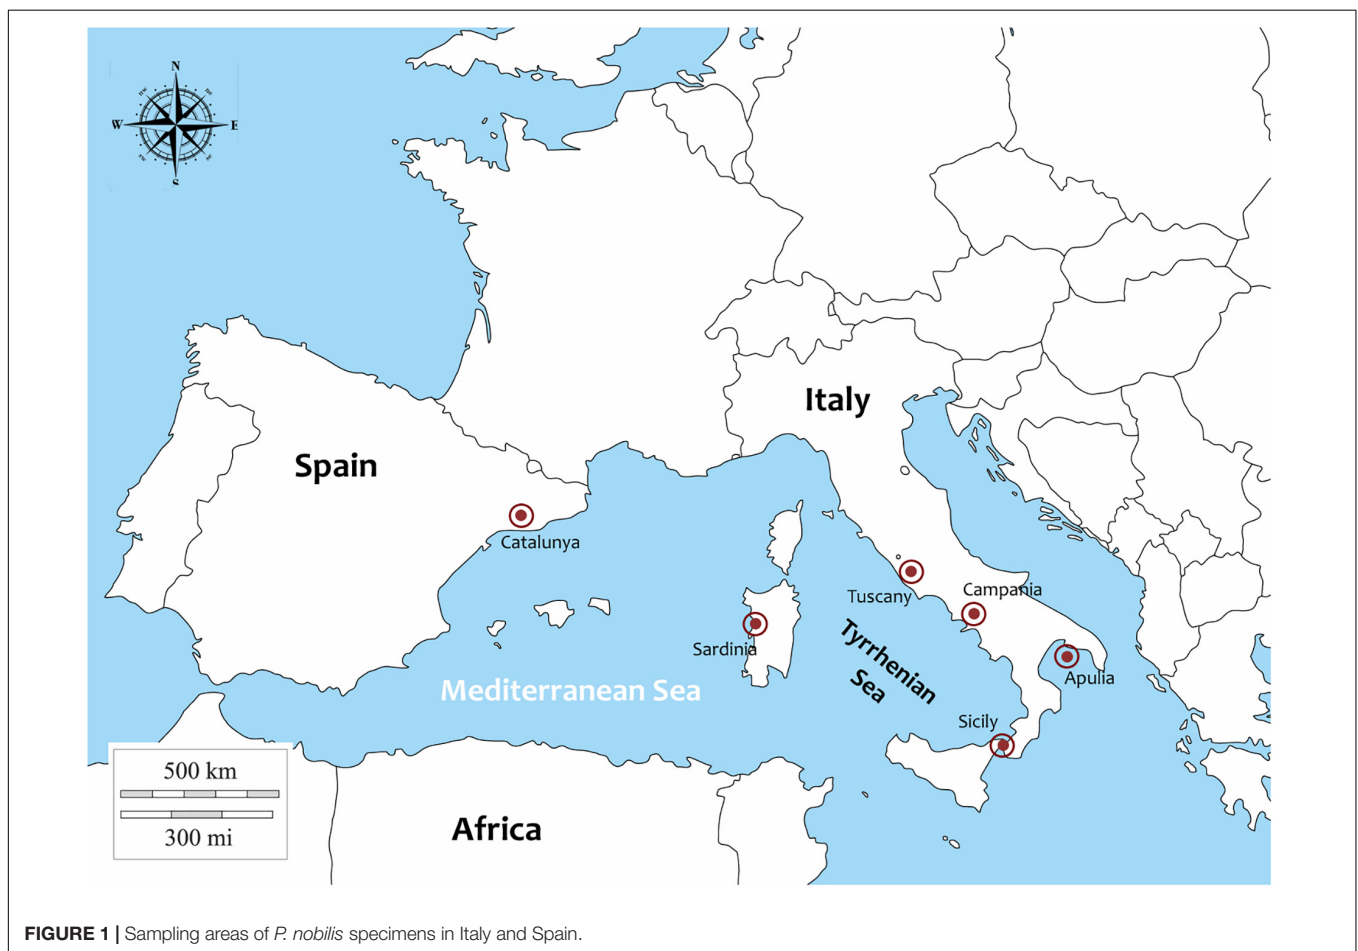 N
W E
S
Italy
Spain
Catalunya
Tuscany
Campania
Sardinia
Tyrrhenian
Sea
Apulia
Mediterranean Sea
Sicily
500 km
300 mi
Africa
FIGURE 1 | Sampling areas of P. nobilis specimens in Italy and Spain.